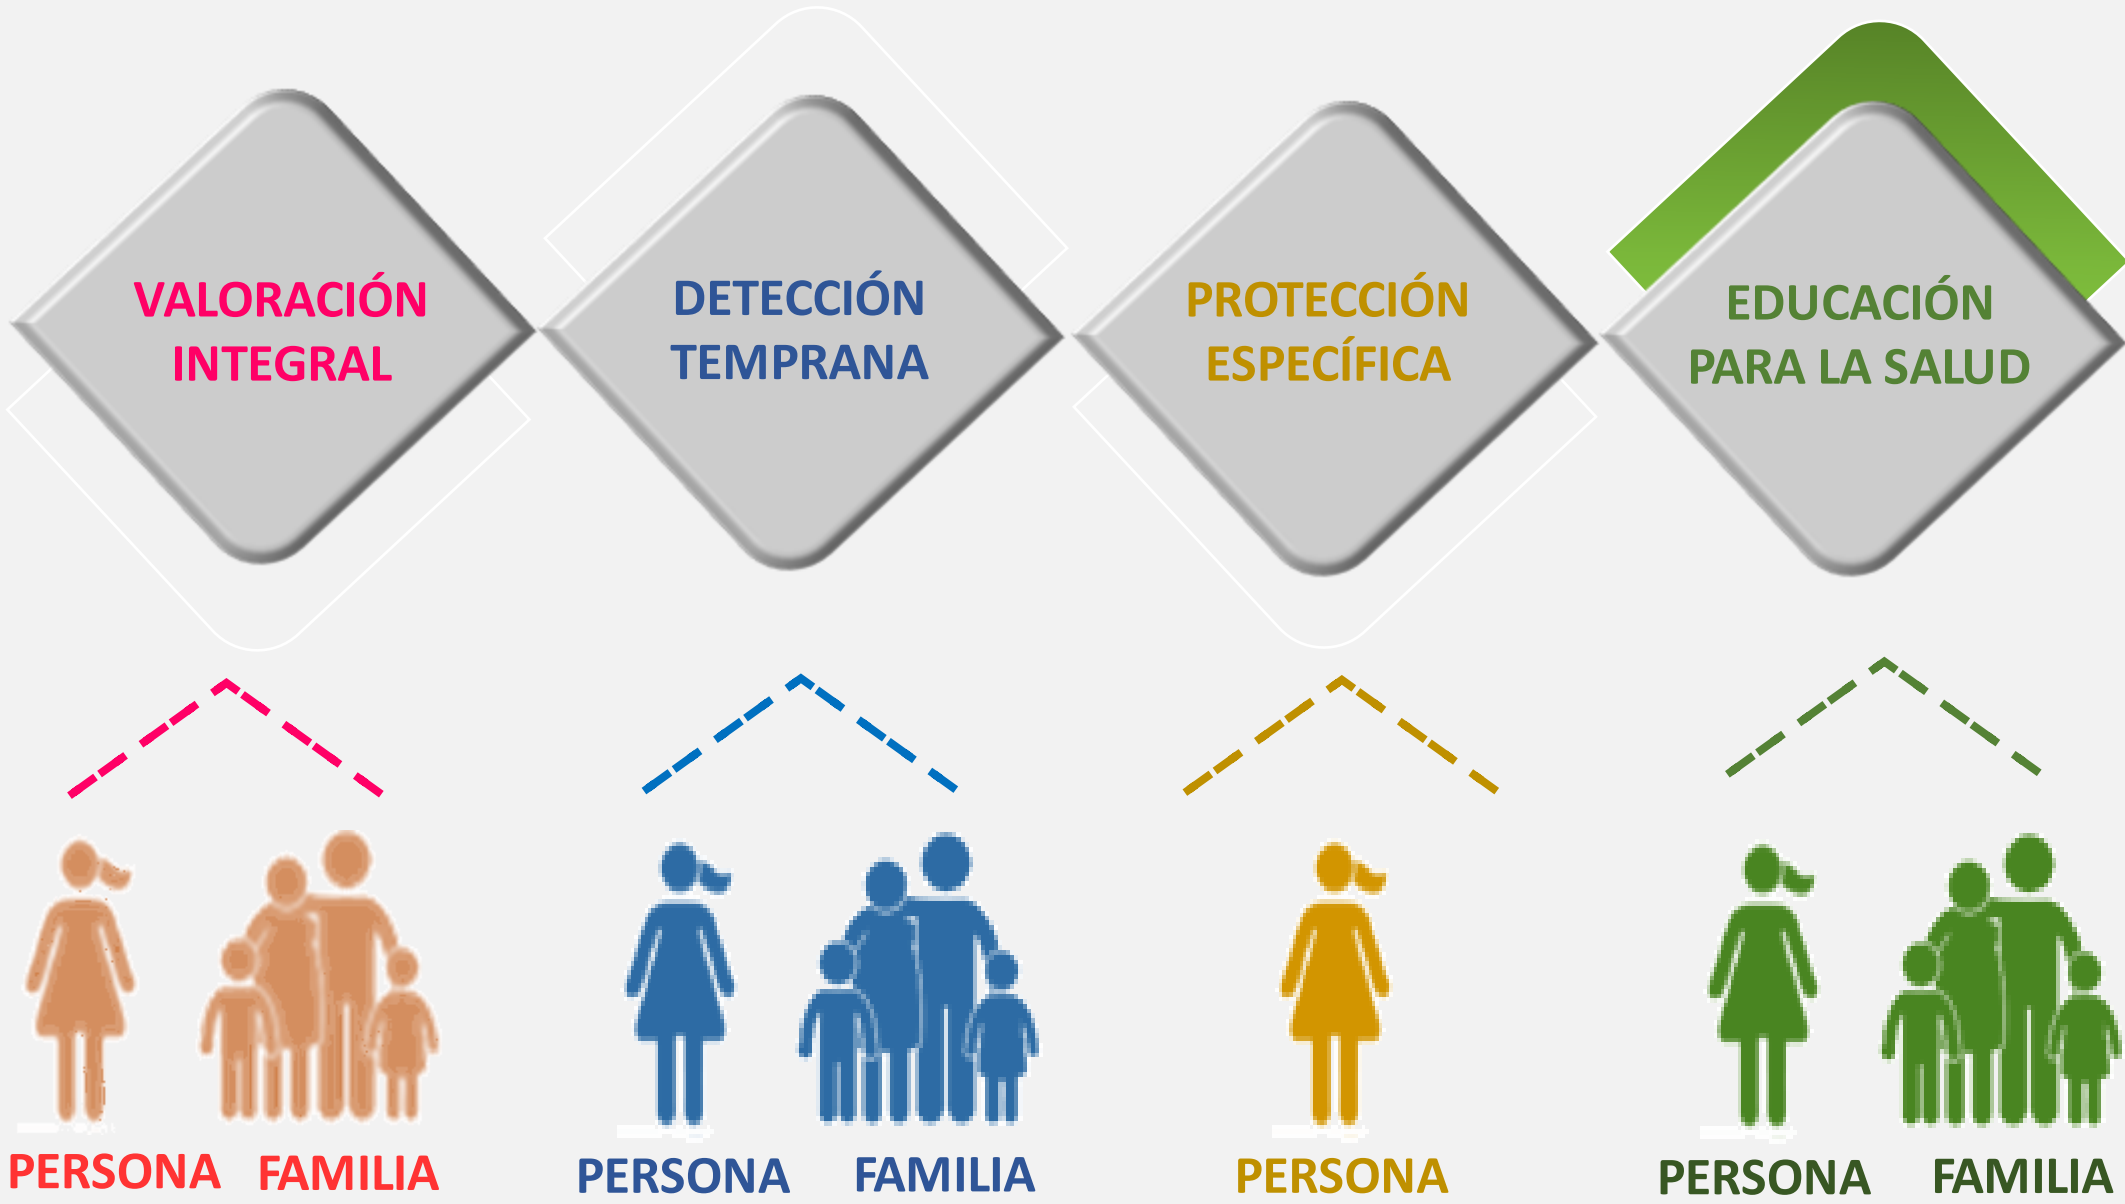 VALORACIÓN
INTEGRAL
DETECCIÓN
TEMPRANA
PROTECCIÓN
ESPECÍFICA
EDUCACIÓN
PARA LA SALUD
PERSONA
FAMILIA
PERSONA
FAMILIA
PERSONA
PERSONA
FAMILIA